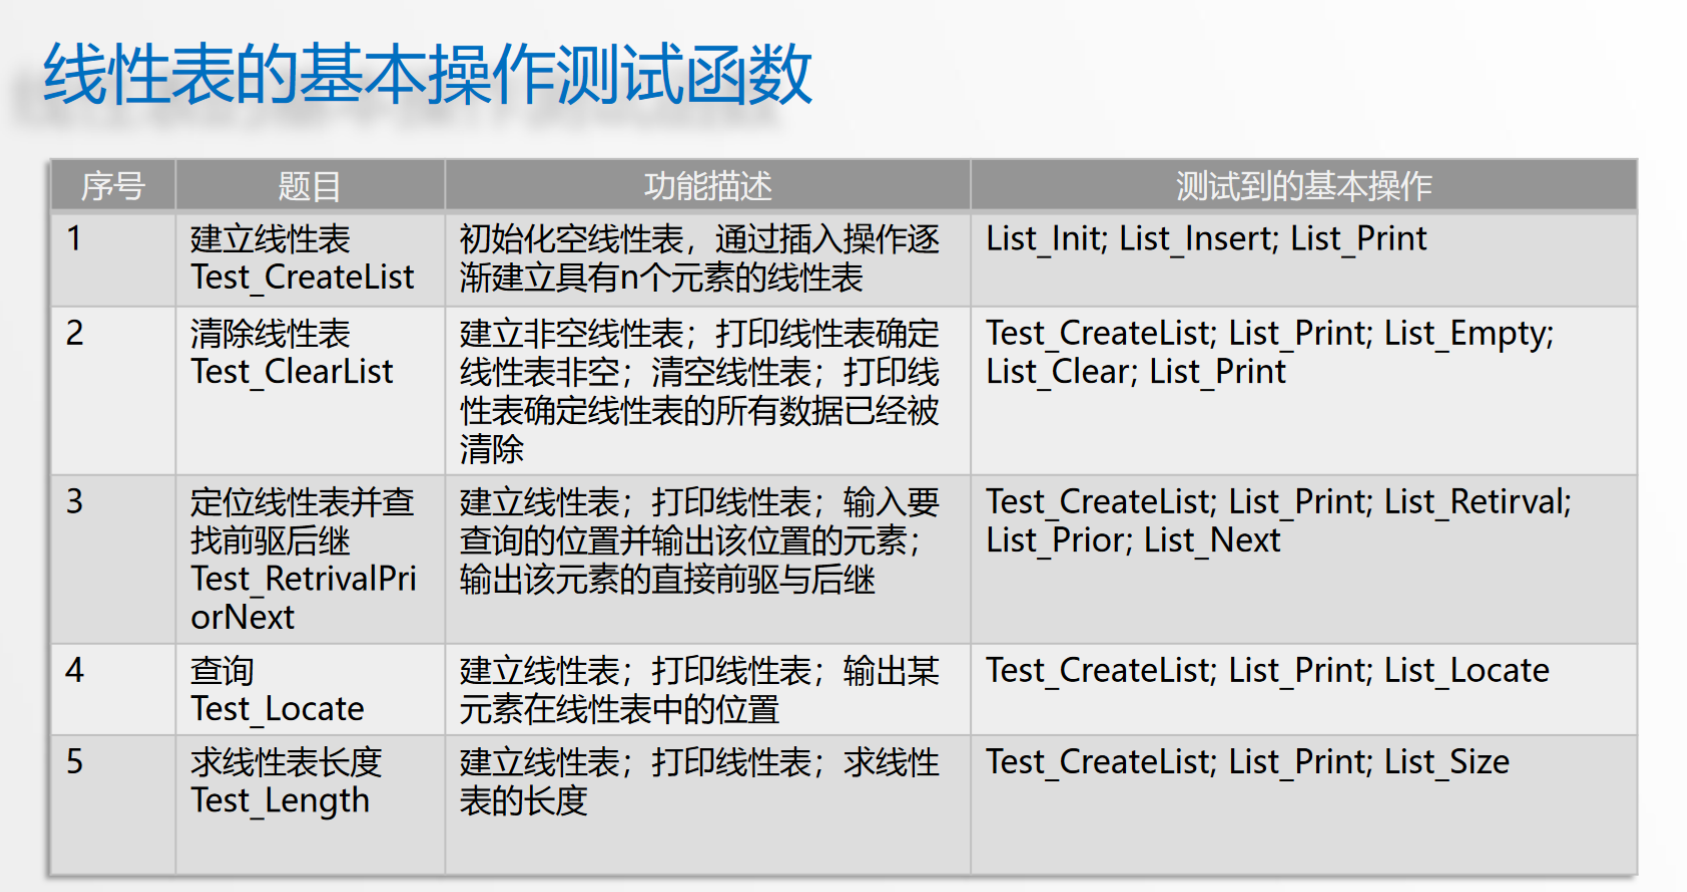 线性表的基本操作测试函数
序号 题目 功能描述 测试到的基本操作
1
建立线性表
Test_CreateList
初始化空线性表，通过插入操作逐
渐建立具有n个元素的线性表
List_Init; List_Insert; List_Print
2
清除线性表
Test_ClearList
建立非空线性表；打印线性表确定
线性表非空；清空线性表；打印线
性表确定线性表的所有数据已经被
清除
Test_CreateList; List_Print; List_Empty;
List_Clear; List_Print
3
定位线性表并查
找前驱后继
Test_RetrivalPri
orNext
建立线性表；打印线性表；输入要
查询的位置并输出该位置的元素；
输出该元素的直接前驱与后继
Test_CreateList; List_Print; List_Retirval;
List_Prior; List_Next
4
查询
Test_Locate
建立线性表；打印线性表；输出某
元素在线性表中的位置
Test_CreateList; List_Print; List_Locate
5
求线性表长度
Test_Length
建立线性表；打印线性表；求线性
表的长度
Test_CreateList; List_Print; List_Size